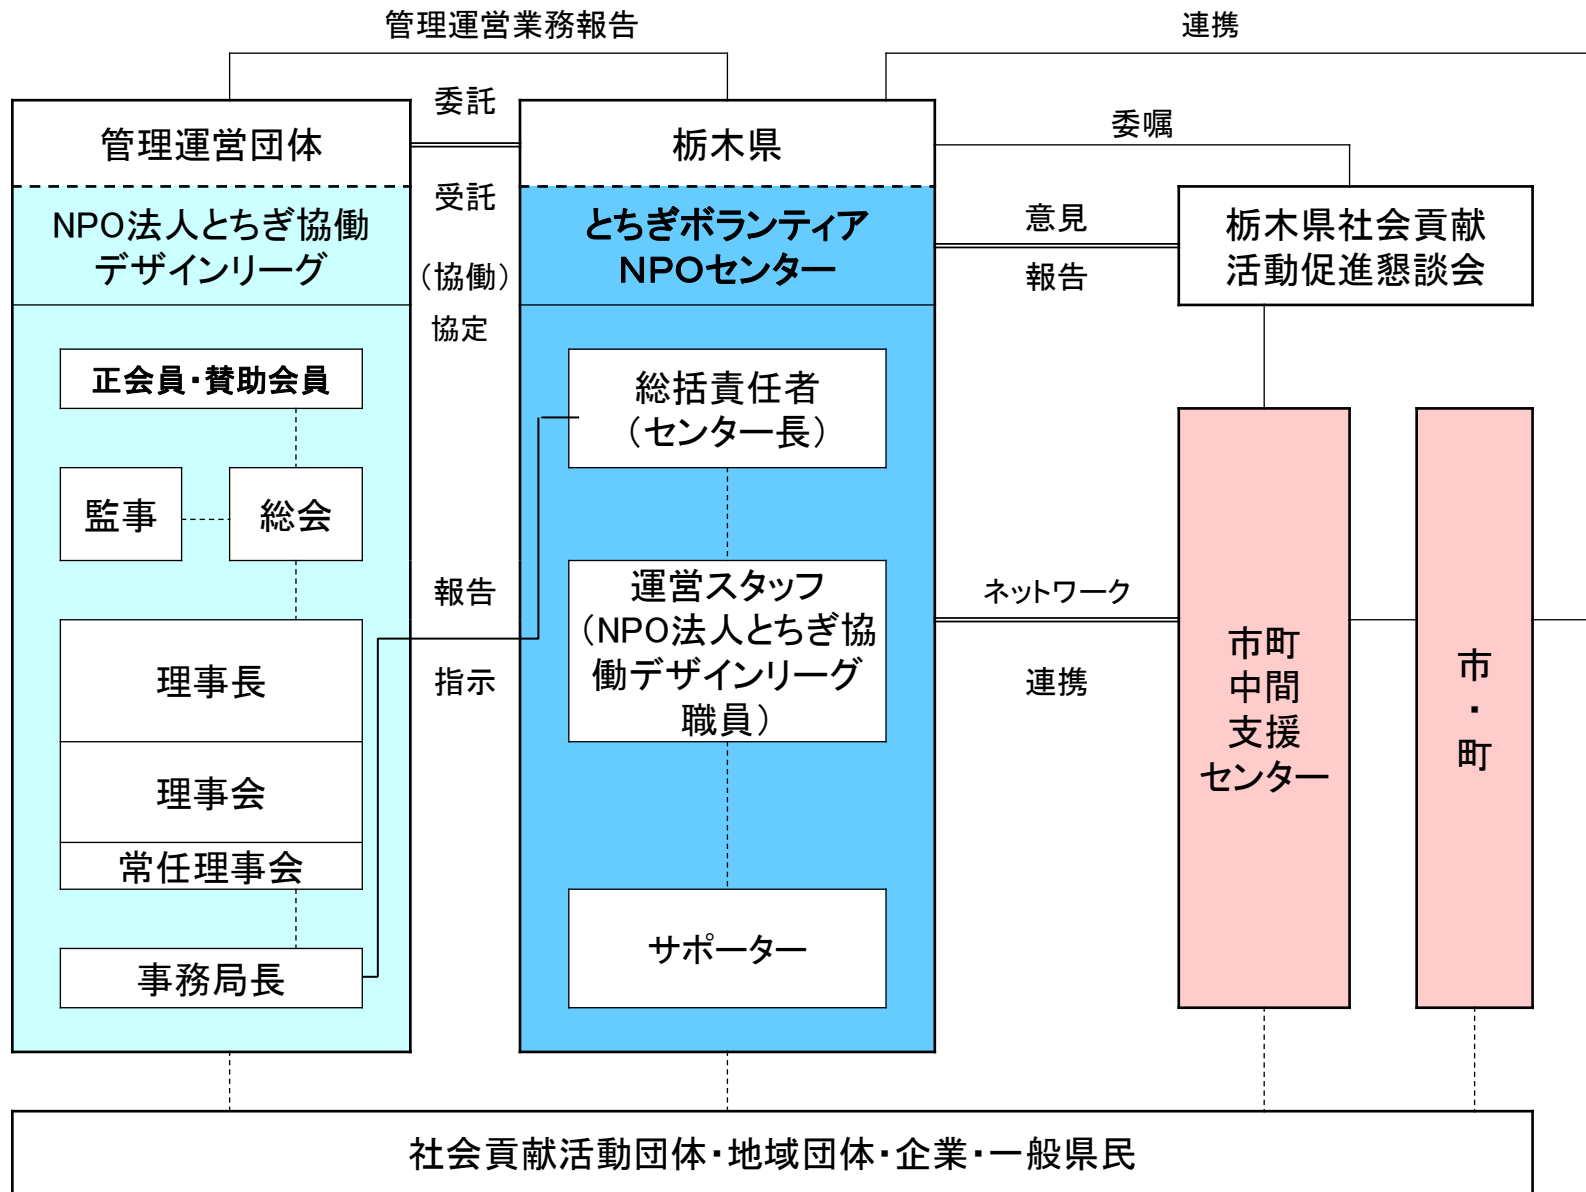 管理運営業務報告
連携
委託
管理運営団体
栃木県
委嘱
受託
NPO法人とちぎ協働
デザインリーグ
とちぎボランティア
NPOセンター
意見
報告
栃木県社会貢献
活動促進懇談会
（協働）
協定
正会員・賛助会員
総括責任者
（センター長）
監事
総会
報告
指示
運営スタッフ
（NPO法人とちぎ協
働デザインリーグ
職員）
ネットワーク
連携
理事長
理事会
常任理事会
事務局長
サポーター
市町
中間
支援
センター
市
・
町
社会貢献活動団体・地域団体・企業・一般県民